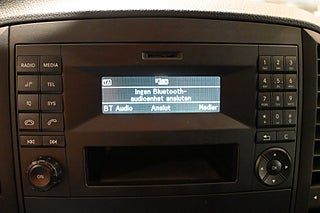 RADIO MEDIA
Ingen Bluetooth-
audioenhet ansluten
BT Audio Anslut Medier
TEL
SYS
C
ON